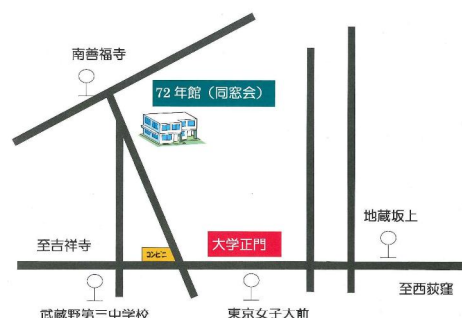 南善福寺
72年館（同窓会）
地蔵坂上
至吉祥寺
コンビニ
大学正門
至西荻窪
武蔵野第三中学校
東京女子大前